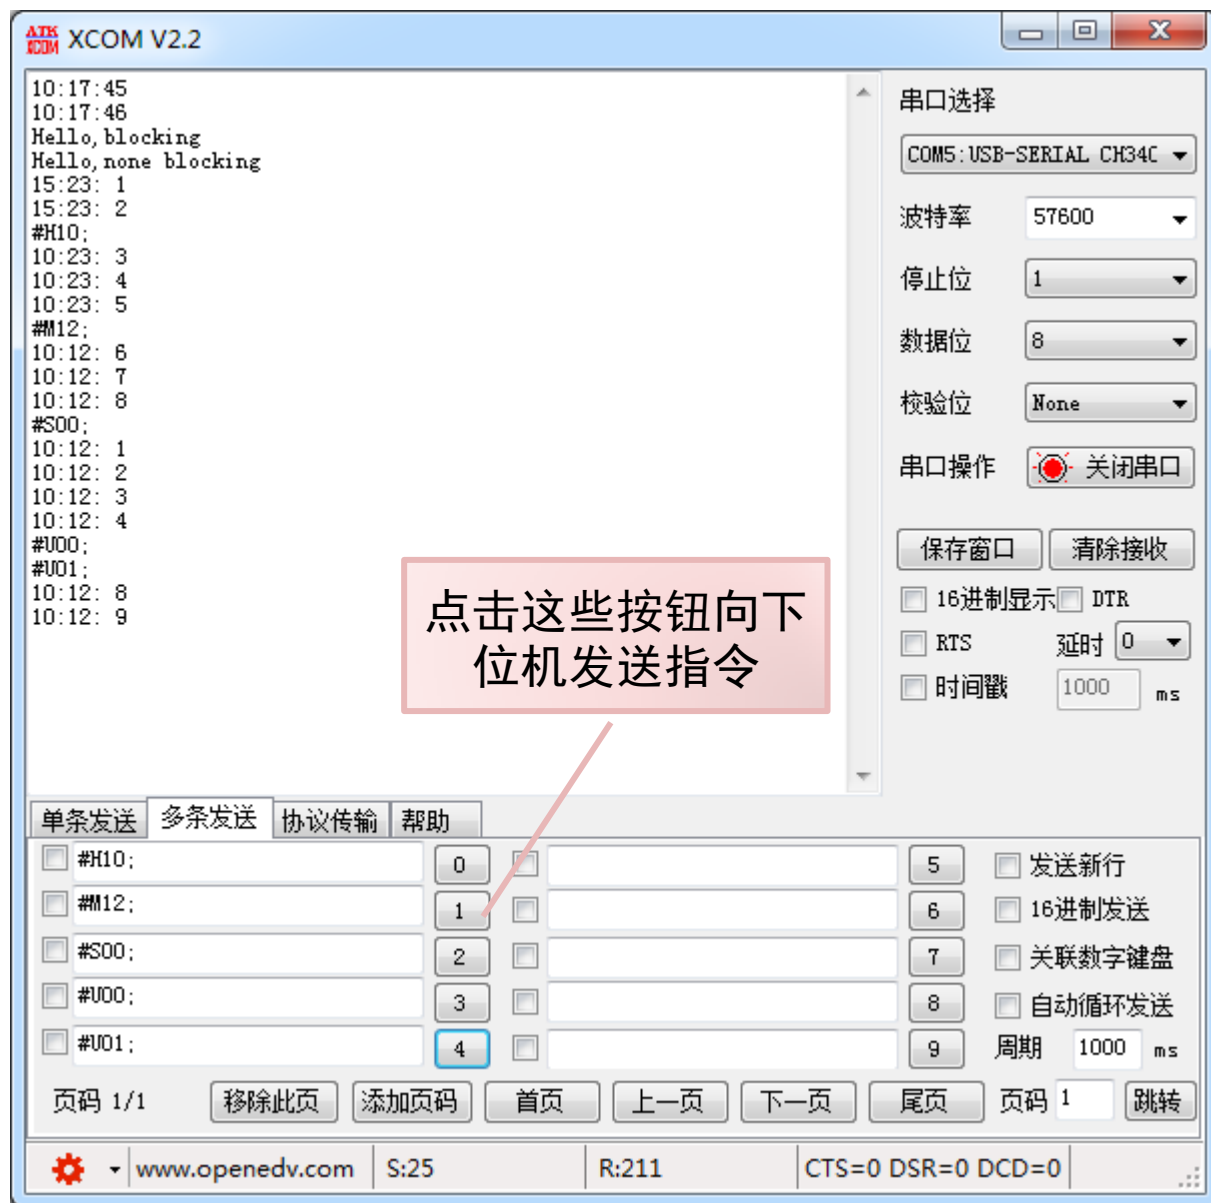 ATK XCOM XCOM V2.2
10:17:45
10:17:46
Hello,blocking
Hello,none blocking
15:23: 1
15:23: 2
#H10;
10:23: 3
10:23: 4
10:23: 5
#M12;
10:12: 6
10:12: 7
10:12: 8
#S00;
10:12: 1
10:12: 2
10:12: 3
10:12: 4
#U00;
#U01;
10:12: 8
10:12: 9
点击这些按钮向下
位机发送指令
串口选择
COM5:USB-SERIAL CH34C
波特率 57600
停止位 1
数据位 8
校验位 None
串口操作 关闭串口
保存窗口 清除接收
16进制显示 DTR
RTS 延时 0
时间戳 1000 ms
单条发送 多条发送 协议传输 帮助
#H10; 0 5 发送新行
#M12; 1 6 16进制发送
#S00; 2 7 关联数字键盘
#U00; 3 8 自动循环发送
#U01; 4 9 周期 1000 ms
页码 1/1 移除此页 添加页码 首页 上一页 下一页 尾页 页码 1 跳转
www.openedv.com S:25 R:211 CTS=0 DSR=0 DCD=0